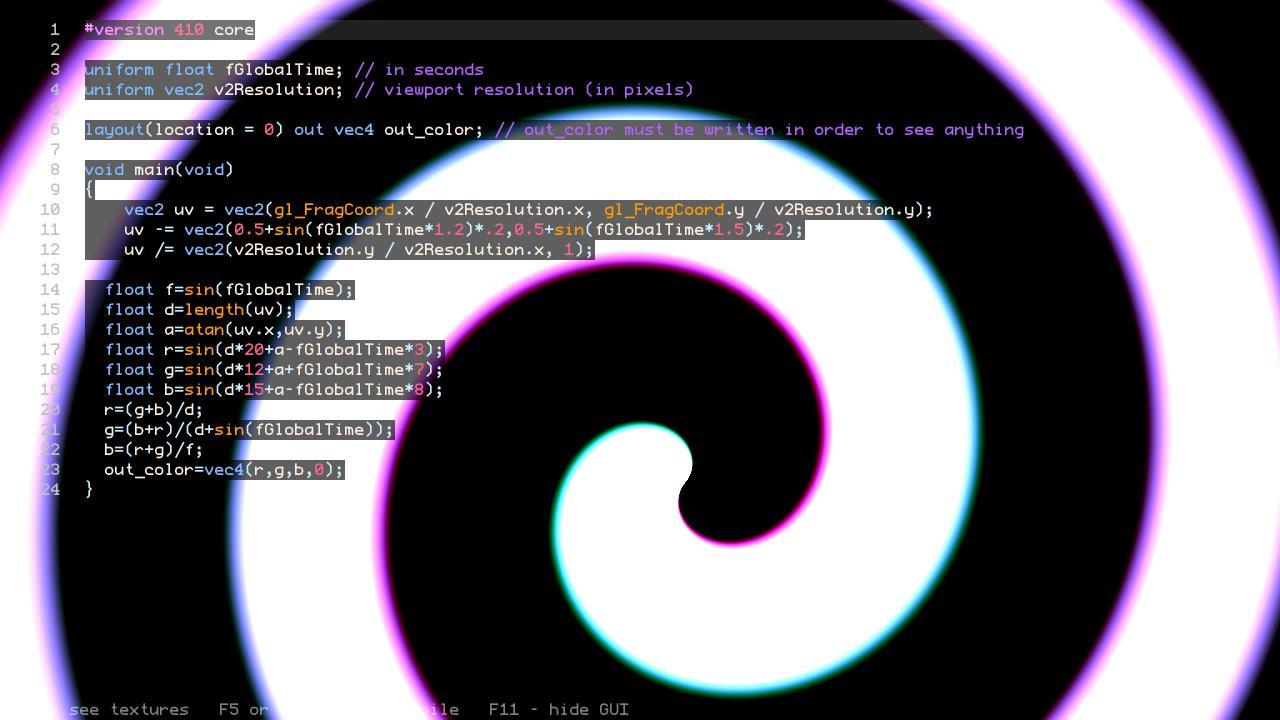 1 #version 410 core
2
3 uniform float fGlobalTime; // in seconds
4 uniform vec2 v2Resolution; // viewport resolution (in pixels)
5
6 layout(location = 0) out vec4 out_color; // out_color must be written in order to see anything
7
8 void main(void)
9 {
10 vec2 uv = vec2(gl_FragCoord.x / v2Resolution.x, gl_FragCoord.y / v2Resolution.y);
11 uv -= vec2(0.5+sin(fGlobalTime*1.2)*.2,0.5+sin(fGlobalTime*1.5)*.2);
12 uv /= vec2(v2Resolution.y / v2Resolution.x, 1);
13
14 float f=sin(fGlobalTime);
15 float d=length(uv);
16 float a=atan(uv.x,uv.y);
17 float r=sin(d*20+a-fGlobalTime*3);
18 float g=sin(d*12+a+fGlobalTime*7);
19 float b=sin(d*15+a-fGlobalTime*8);
20 r=(g+b)/d;
21 g=(b+r)/(d+sin(fGlobalTime));
22 b=(r+g)/f;
23 out_color=vec4(r,g,b,0);
24 }
see textures F5 or F11 - hide GUI